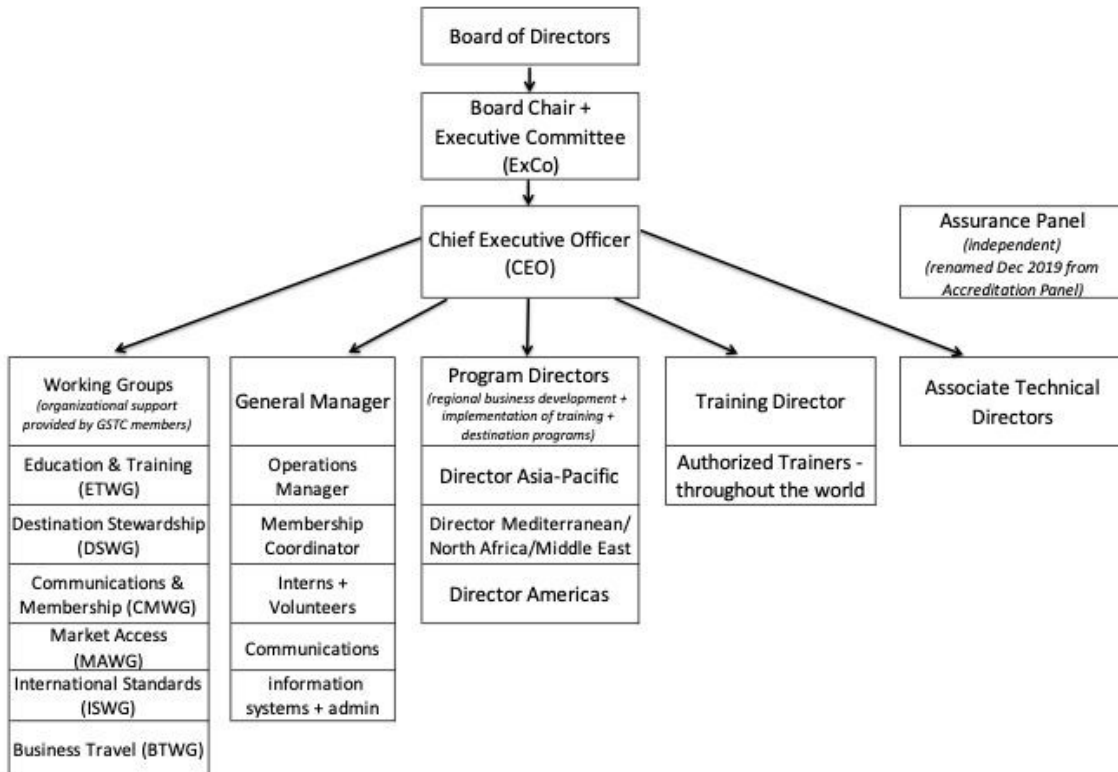 Board of Directors
Board Chair +
Executive Committee
(ExCo)
Chief Executive Officer
(CEO)
Assurance Panel
(independent)
(renamed Dec 2019 from
Accreditation Panel)
Working Groups
(organizational support
provided by GSTC members)
Education & Training
(ETWG)
Destination Stewardship
(DSWG)
Communications &
Membership (CMWG)
Market Access
(MAWG)
International Standards
(ISWG)
Business Travel (BTWG)
General Manager
Operations
Manager
Membership
Coordinator
Interns +
Volunteers
Communications
information
systems + admin
Program Directors
(regional business development +
implementation of training +
destination programs)
Director Asia-Pacific
Director Mediterranean/
North Africa/Middle East
Director Americas
Training Director
Authorized Trainers -
throughout the world
Associate Technical
Directors